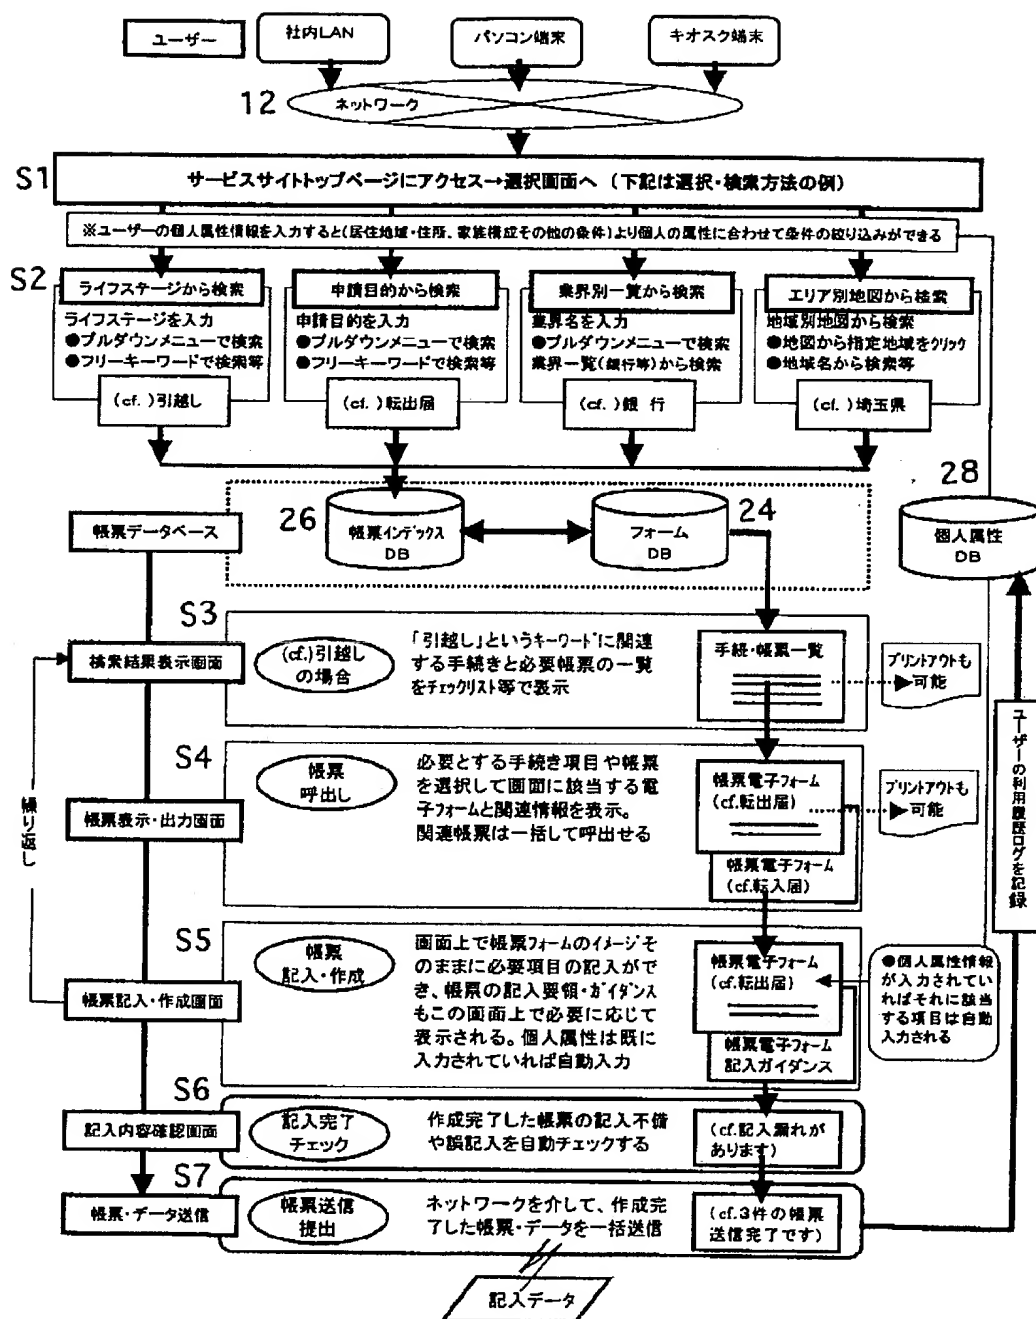 ユーザー
社内LAN
パソコン端末
キオスク端末
12
ネットワーク
S1
サービスサイトトップページにアクセス→選択画面へ (下記は選択・検索方法の例)
※ユーザーの個人属性情報を入力すると(居住地域・住所、家族構成その他の条件)より個人の属性に合わせて条件の絞り込みができる
S2
ライフステージから検索
ライフステージを入力
●プルダウンメニューで検索
●フリーキーワードで検索等
(cf.)引越し
申請目的から検索
申請目的を入力
●プルダウンメニューで検索
●フリーキーワードで検索等
(cf.)転出届
業界別一覧から検索
業界名を入力
●プルダウンメニューで検索
業界一覧(銀行等)から検索
(cf.)銀 行
エリア別地図から検索
地域別地図から検索
●地図から指定地域をクリック
●地域名から検索等
(cf.)埼玉県
帳票データベース
26
帳票インデックス
DB
24
フォーム
DB
28
個人属性
DB
S3
検索結果表示画面
(cf.)引越し
の場合
「引越し」というキーワードに関連
する手続きと必要帳票の一覧
をチェックリスト等で表示
手続・帳票一覧
プリントアウトも
可能
S4
帳票表示・出力画面
帳票
呼出し
必要とする手続き項目や帳票
を選択して画面に該当する電
子フォームと関連情報を表示。
関連帳票は一括して呼出せる
帳票電子フォーム
(cf.転出届)
帳票電子フォーム
(cf.転入届)
プリントアウトも
可能
繰り返し
ユーザーの利用履歴ログを記録
S5
帳票記入・作成画面
帳票
記入・作成
画面上で帳票フォームのイメージそ
のままに必要項目の記入がで
き、帳票の記入要領・ガイダンス
もこの画面上で必要に応じて
表示される。個人属性は既に
入力されていれば自動入力
帳票電子フォーム
(cf.転出届)
帳票電子フォーム
記入ガイダンス
●個人属性情報
が入力されてい
ればそれに該当
する項目は自動
入力される
S6
記入内容確認画面
記入完了
チェック
作成完了した帳票の記入不備
や誤記入を自動チェックする
(cf.記入漏れが
あります)
S7
帳票・データ送信
帳票送信
提出
ネットワークを介して、作成完
了した帳票・データを一括送信
(cf.3件の帳票
送信完了です)
記入データ